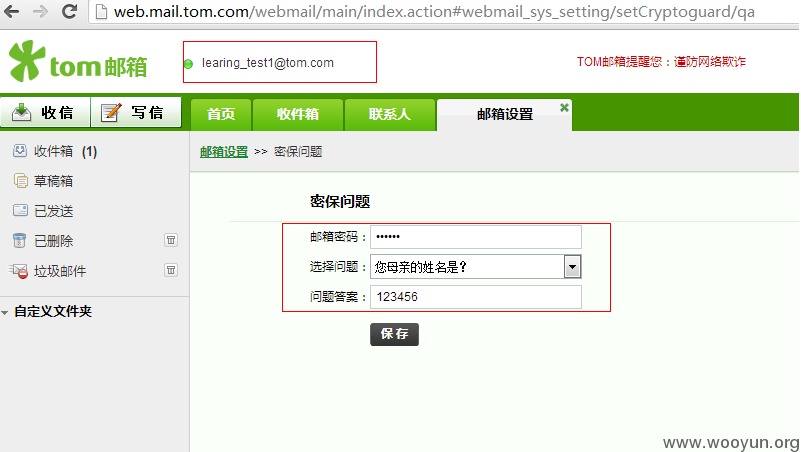 web.mail.tom.com/webmail/main/index.action#webmail_sys_setting/setCryptoguard/qa
tom邮箱
learing_test1@tom.com
TOM邮箱提醒您：谨防网络欺诈
收信
写信
首页
收件箱
联系人
邮箱设置
收件箱 (1)
草稿箱
已发送
已删除
垃圾邮件
自定义文件夹
邮箱设置 >> 密保问题
密保问题
邮箱密码：••••••
选择问题：您母亲的姓名是？
问题答案：123456
保存
www.wooyun.org